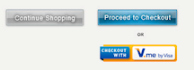 Continue Shopping
Proceed to Checkout
OR
CHECKOUT WITH
V.me by Visa